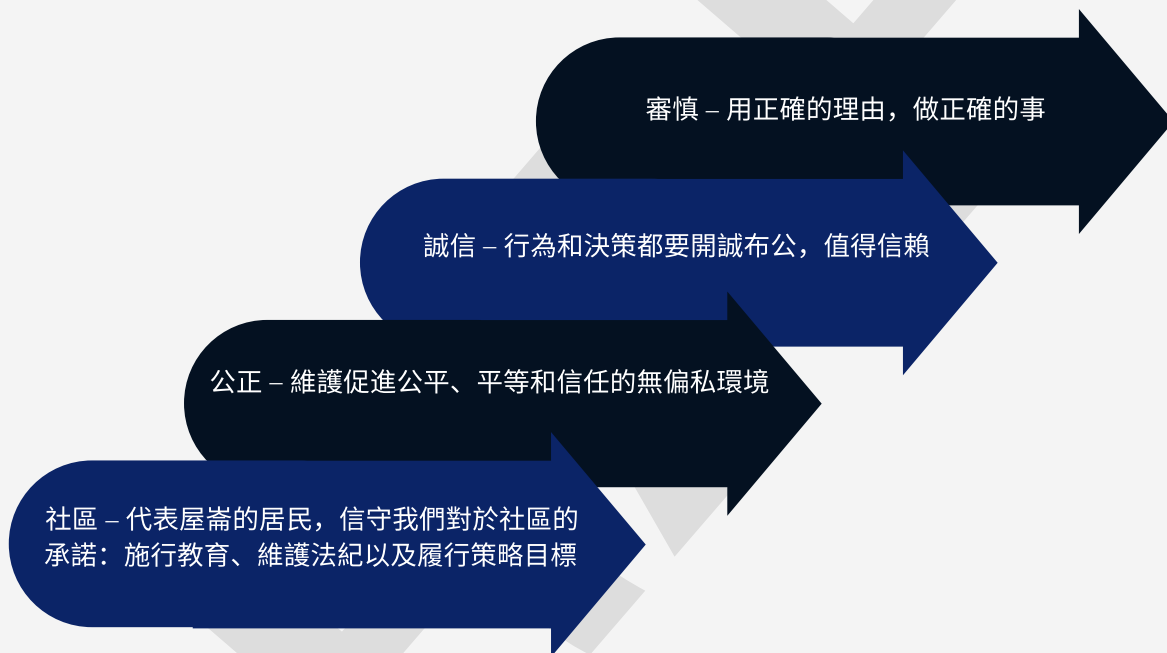 審慎 – 用正確的理由，做正確的事
誠信 – 行為和決策都要開誠布公，值得信賴
公正 – 維護促進公平、平等和信任的無偏私環境
社區 – 代表屋崙的居民，信守我們對於社區的
承諾：施行教育、維護法紀以及履行策略目標